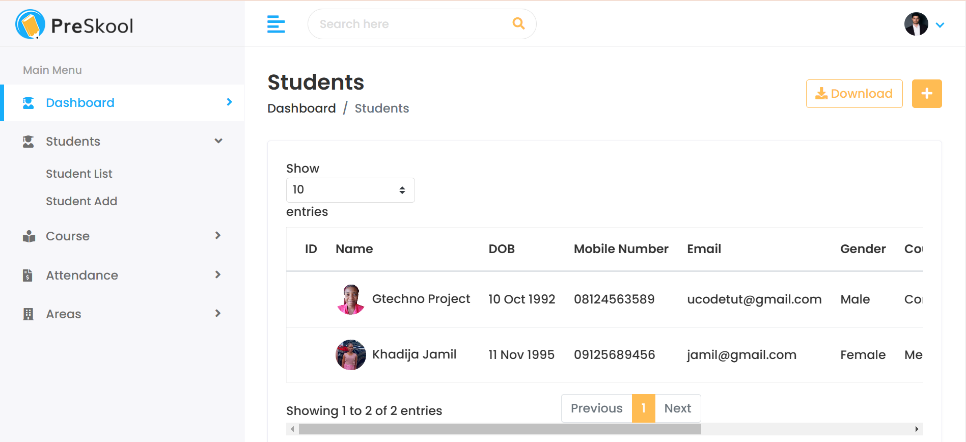 PreSkool
Search here
Main Menu
Dashboard
Students
Student List
Student Add
Course
Attendance
Areas
Students
Dashboard / Students
Download
+
Show
10
entries
ID Name DOB Mobile Number Email Gender Cou
Gtechno Project 10 Oct 1992 08124563589 ucodetut@gmail.com Male Co
Khadija Jamil 11 Nov 1995 09125689456 jamil@gmail.com Female Me
Showing 1 to 2 of 2 entries
Previous 1 Next